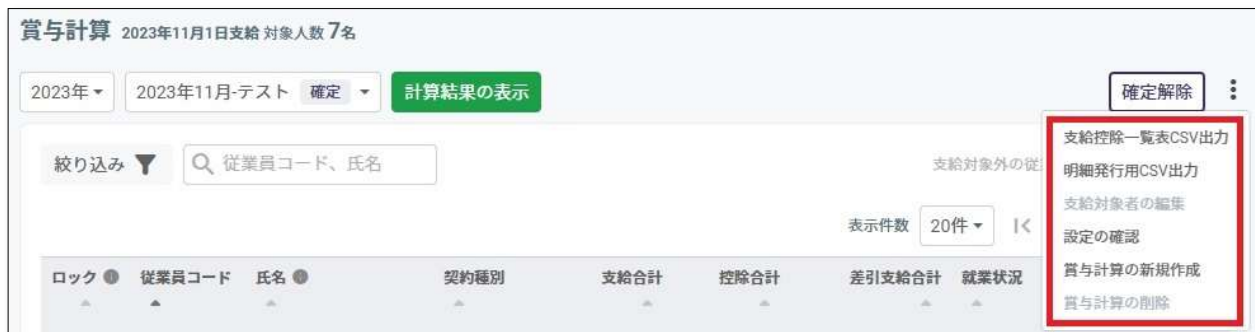 賞与計算 2023年11月1日支給 対象人数 7名
2023年 2023年11月-テスト 確定 計算結果の表示 確定解除
絞り込み 従業員コード、氏名 支給対象外の従
表示件数 20件
ロック 従業員コード 氏名 契約種別 支給合計 控除合計 差引支給合計 就業状況
支給控除一覧表CSV出力
明細発行用CSV出力
支給対象者の編集
設定の確認
賞与計算の新規作成
賞与計算の削除